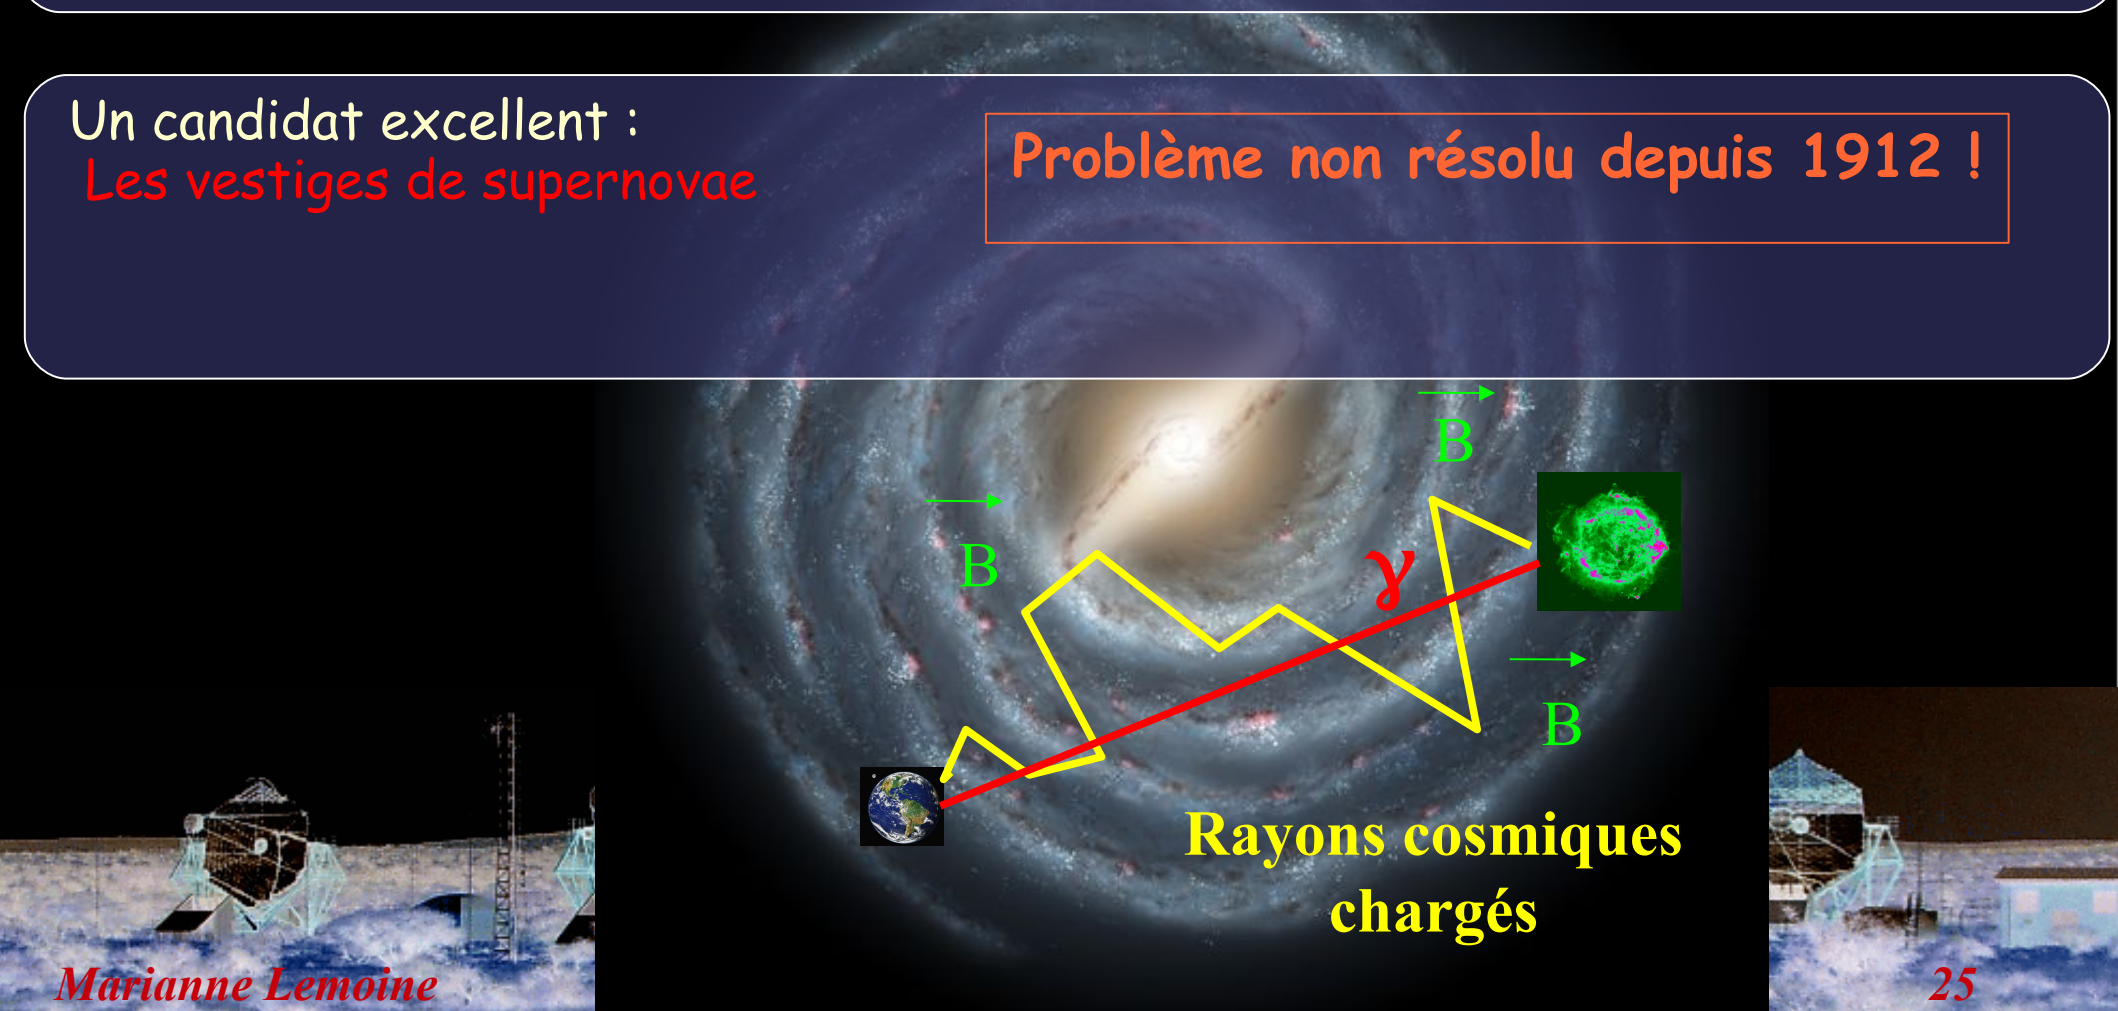 Un candidat excellent :
Les vestiges de supernovae
Problème non résolu depuis 1912 !
B
B
γ
B
Rayons cosmiques
chargés
Marianne Lemoine
25